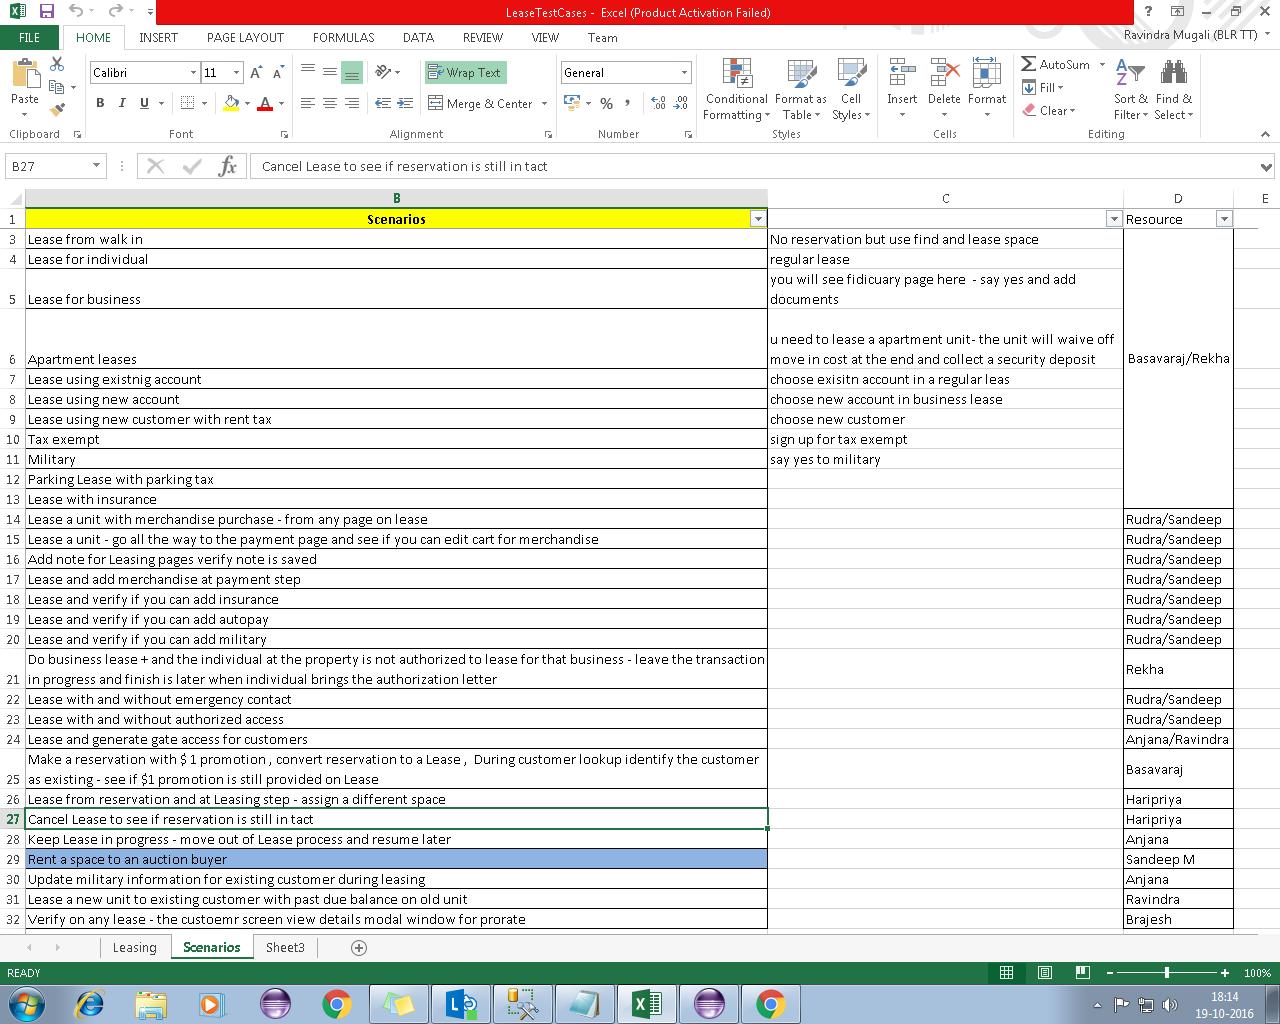 LeaseTestCases - Excel (Product Activation Failed)
FILE HOME INSERT PAGE LAYOUT FORMULAS DATA REVIEW VIEW Team
Ravindra Mugali (BLR TT)
Paste
Calibri 11
Wrap Text
General
Merge & Center
Conditional Formatting
Format as Table
Cell Styles
Insert Delete Format
AutoSum
Fill
Clear
Sort & Filter
Find & Select
Clipboard Font Alignment Number Styles Cells Editing
B27 Cancel Lease to see if reservation is still in tact
B C D E
1 Scenarios Resource
3 Lease from walk in No reservation but use find and lease space
4 Lease for individual regular lease
5 Lease for business you will see fidicuary page here - say yes and add
documents
6 Apartment leases u need to lease a apartment unit- the unit will waive off
move in cost at the end and collect a security deposit
Basavaraj/Rekha
7 Lease using existnig account choose exisitn account in a regular leas
8 Lease using new account choose new account in business lease
9 Lease using new customer with rent tax choose new customer
10 Tax exempt sign up for tax exempt
11 Military say yes to military
12 Parking Lease with parking tax
13 Lease with insurance
14 Lease a unit with merchandise purchase - from any page on lease Rudra/Sandeep
15 Lease a unit - go all the way to the payment page and see if you can edit cart for merchandise Rudra/Sandeep
16 Add note for Leasing pages verify note is saved Rudra/Sandeep
17 Lease and add merchandise at payment step Rudra/Sandeep
18 Lease and verify if you can add insurance Rudra/Sandeep
19 Lease and verify if you can add autopay Rudra/Sandeep
20 Lease and verify if you can add military Rudra/Sandeep
21 Do business lease + and the individual at the property is not authorized to lease for that business - leave the transaction
in progress and finish is later when individual brings the authorization letter Rekha
22 Lease with and without emergency contact Rudra/Sandeep
23 Lease with and without authorized access Rudra/Sandeep
24 Lease and generate gate access for customers Anjana/Ravindra
25 Make a reservation with $ 1 promotion , convert reservation to a Lease , During customer lookup identify the customer
as existing - see if $1 promotion is still provided on Lease Basavaraj
26 Lease from reservation and at Leasing step - assign a different space Haripriya
27 Cancel Lease to see if reservation is still in tact Haripriya
28 Keep Lease in progress - move out of Lease process and resume later Anjana
29 Rent a space to an auction buyer Sandeep M
30 Update military information for existing customer during leasing Anjana
31 Lease a new unit to existing customer with past due balance on old unit Ravindra
32 Verify on any lease - the custoemr screen view details modal window for prorate Brajesh
Leasing Scenarios Sheet3
READY 100%
18:14
19-10-2016